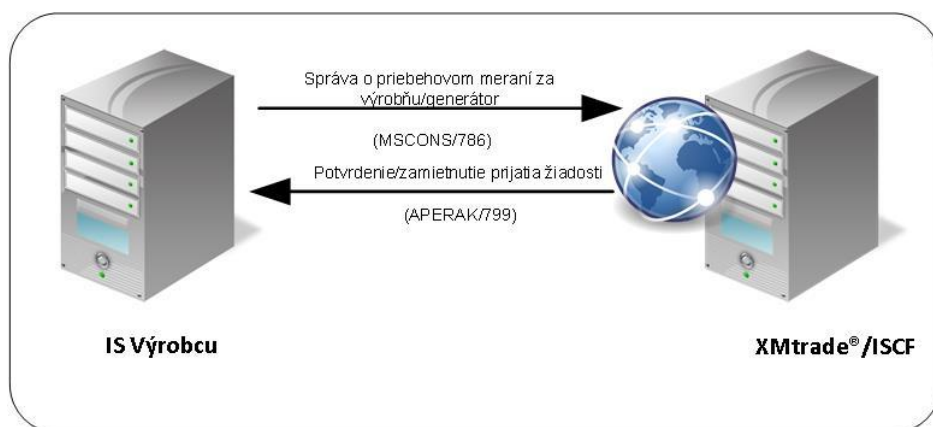 Správa o priebehovom meraní za
výrobňu/generátor
(MSCONS/786)
Potvrdenie/zamietnutie prijatia žiadosti
(APERAK/799)
IS Výrobcu
XMtrade®/ISCF